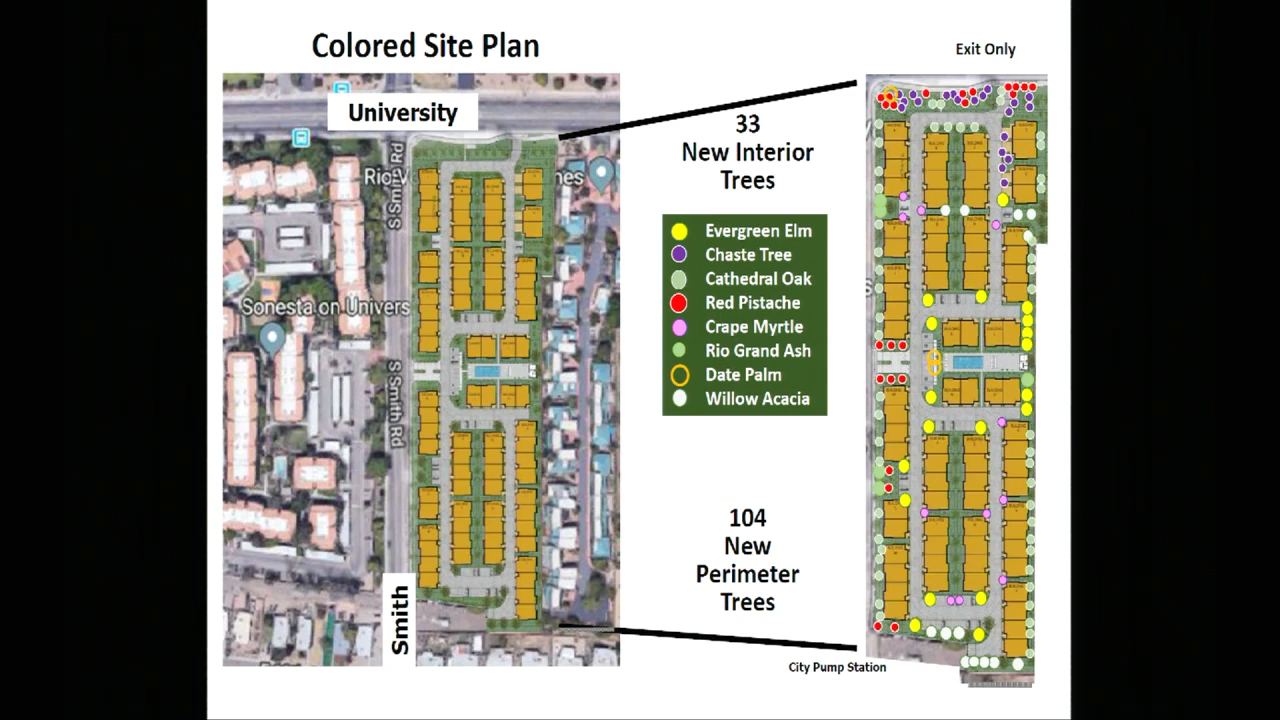 Colored Site Plan
Exit Only
University
33
New Interior
Trees
Rio V
S Smith Rd
nes
Evergreen Elm
Chaste Tree
Cathedral Oak
Red Pistache
Crape Myrtle
Rio Grand Ash
Date Palm
Willow Acacia
Sonesta on Univers
S Smith Rd
104
New
Perimeter
Trees
Smith
City Pump Station